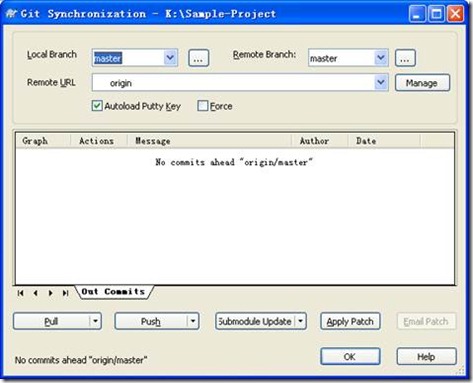 Git Synchronization - K:\Sample-Project
Local Branch master ... Remote Branch: master ...
Remote URL origin Manage
Autoload Putty Key Force
Graph Actions Message Author Date
No commits ahead "origin/master"
Out Commits
Pull Push Submodule Update Apply Patch Email Patch
No commits ahead "origin/master" OK Help